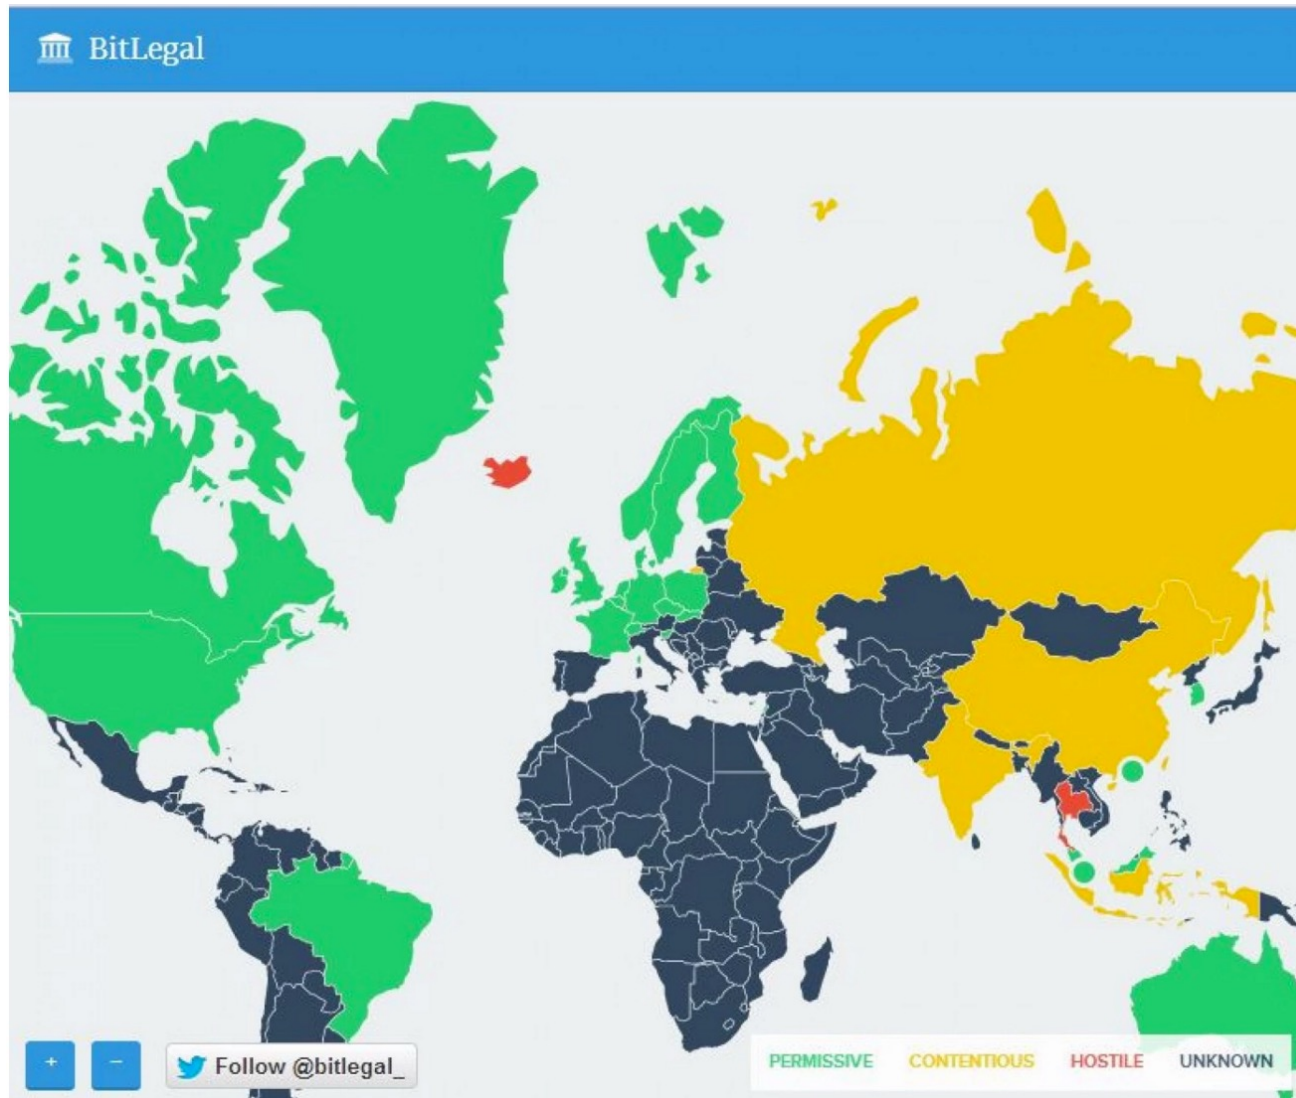 BitLegal
+
−
Follow @bitlegal_
PERMISSIVE CONTENTIOUS HOSTILE UNKNOWN